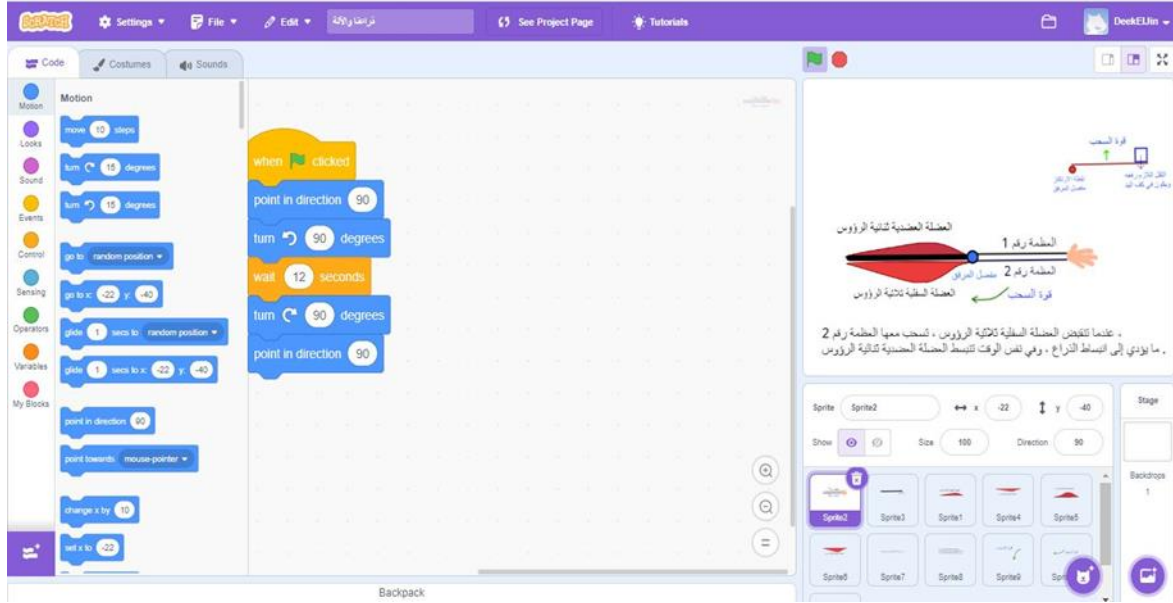 SCRATCH
Settings
File
Edit
ذراعنا والآلة
See Project Page
Tutorials
DeekElJin
Code
Costumes
Sounds
Motion
Looks
Sound
Events
Control
Sensing
Operators
Variables
My Blocks
Motion
move 10 steps
turn 15 degrees
turn 15 degrees
go to random position
go to x: -22 y: -40
glide 1 secs to random position
glide 1 secs to x: -22 y: -40
point in direction 90
point towards mouse-pointer
change x by 10
set x to -22
when clicked
point in direction 90
turn 90 degrees
wait 12 seconds
turn 90 degrees
point in direction 90
Backpack
قوة السحب
نقطة الارتكاز
مفصل المرفق
العضلة العضدية ثنائية الرؤوس
العظمة رقم 1
العظمة رقم 2
مفصل المرفق
العضلة السفلية ثلاثية الرؤوس
قوة السحب
، عندما تنقبض العضلة السفلية ثلاثية الرؤوس ، تسحب معها العظمة رقم 2
. ما يؤدي إلى انبساط الذراع ، وفي نفس الوقت تنبسط العضلة العضدية ثنائية الرؤوس
Sprite Sprite2 x -22 y -40
Show Size 100 Direction 90
Sprite2 Sprite3 Sprite1 Sprite4 Sprite5
Sprite6 Sprite7 Sprite8 Sprite9
Stage
Backdrops
1